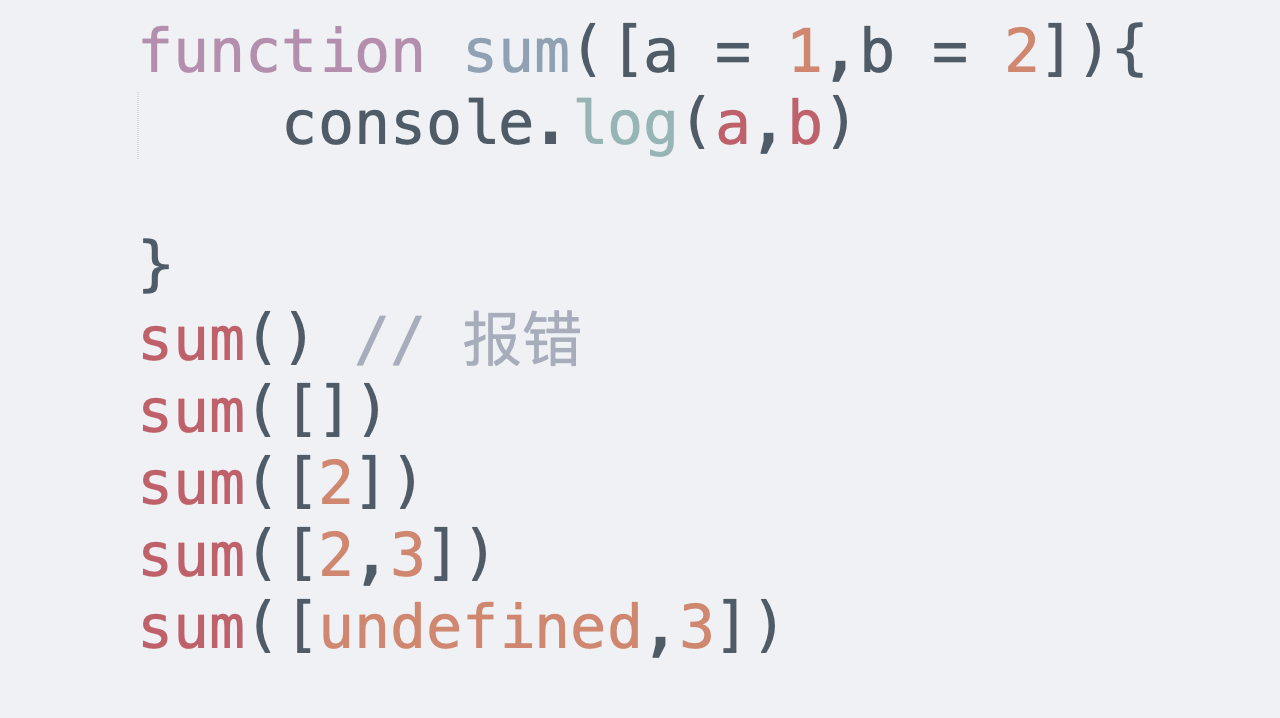 function sum([a = 1,b = 2]){
    console.log(a,b)

}
sum() // 报错
sum([])
sum([2])
sum([2,3])
sum([undefined,3])